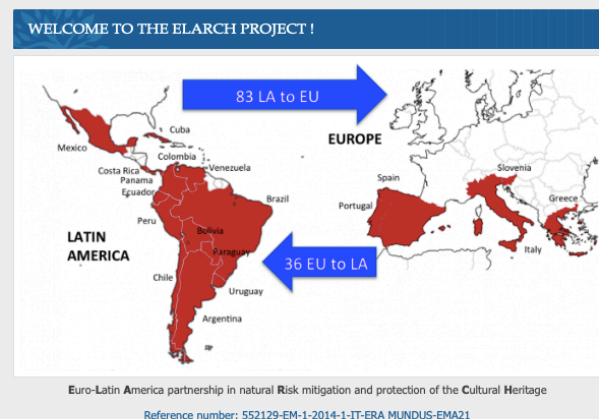 WELCOME TO THE ELARCH PROJECT !
83 LA to EU
EUROPE
Cuba
Mexico
Colombia
Costa Rica
Venezuela
Panama
Ecuador
Brazil
Peru
Bolivia
LATIN
AMERICA
Paraguay
Chile
Uruguay
Argentina
36 EU to LA
Slovenia
Spain
Portugal
Greece
Italy
Euro-Latin America partnership in natural Risk mitigation and protection of the Cultural Heritage
Reference number: 552129-EM-1-2014-1-IT-ERA MUNDUS-EMA21